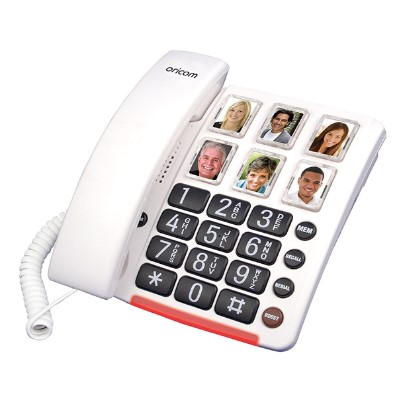 oricom
1
2 ABC
3 DEF
MEM
4 GHI
5 JKL
6 MNO
RECALL
7 PQRS
8 TUV
9 WXYZ
REDIAL
*
0
#
BOOST